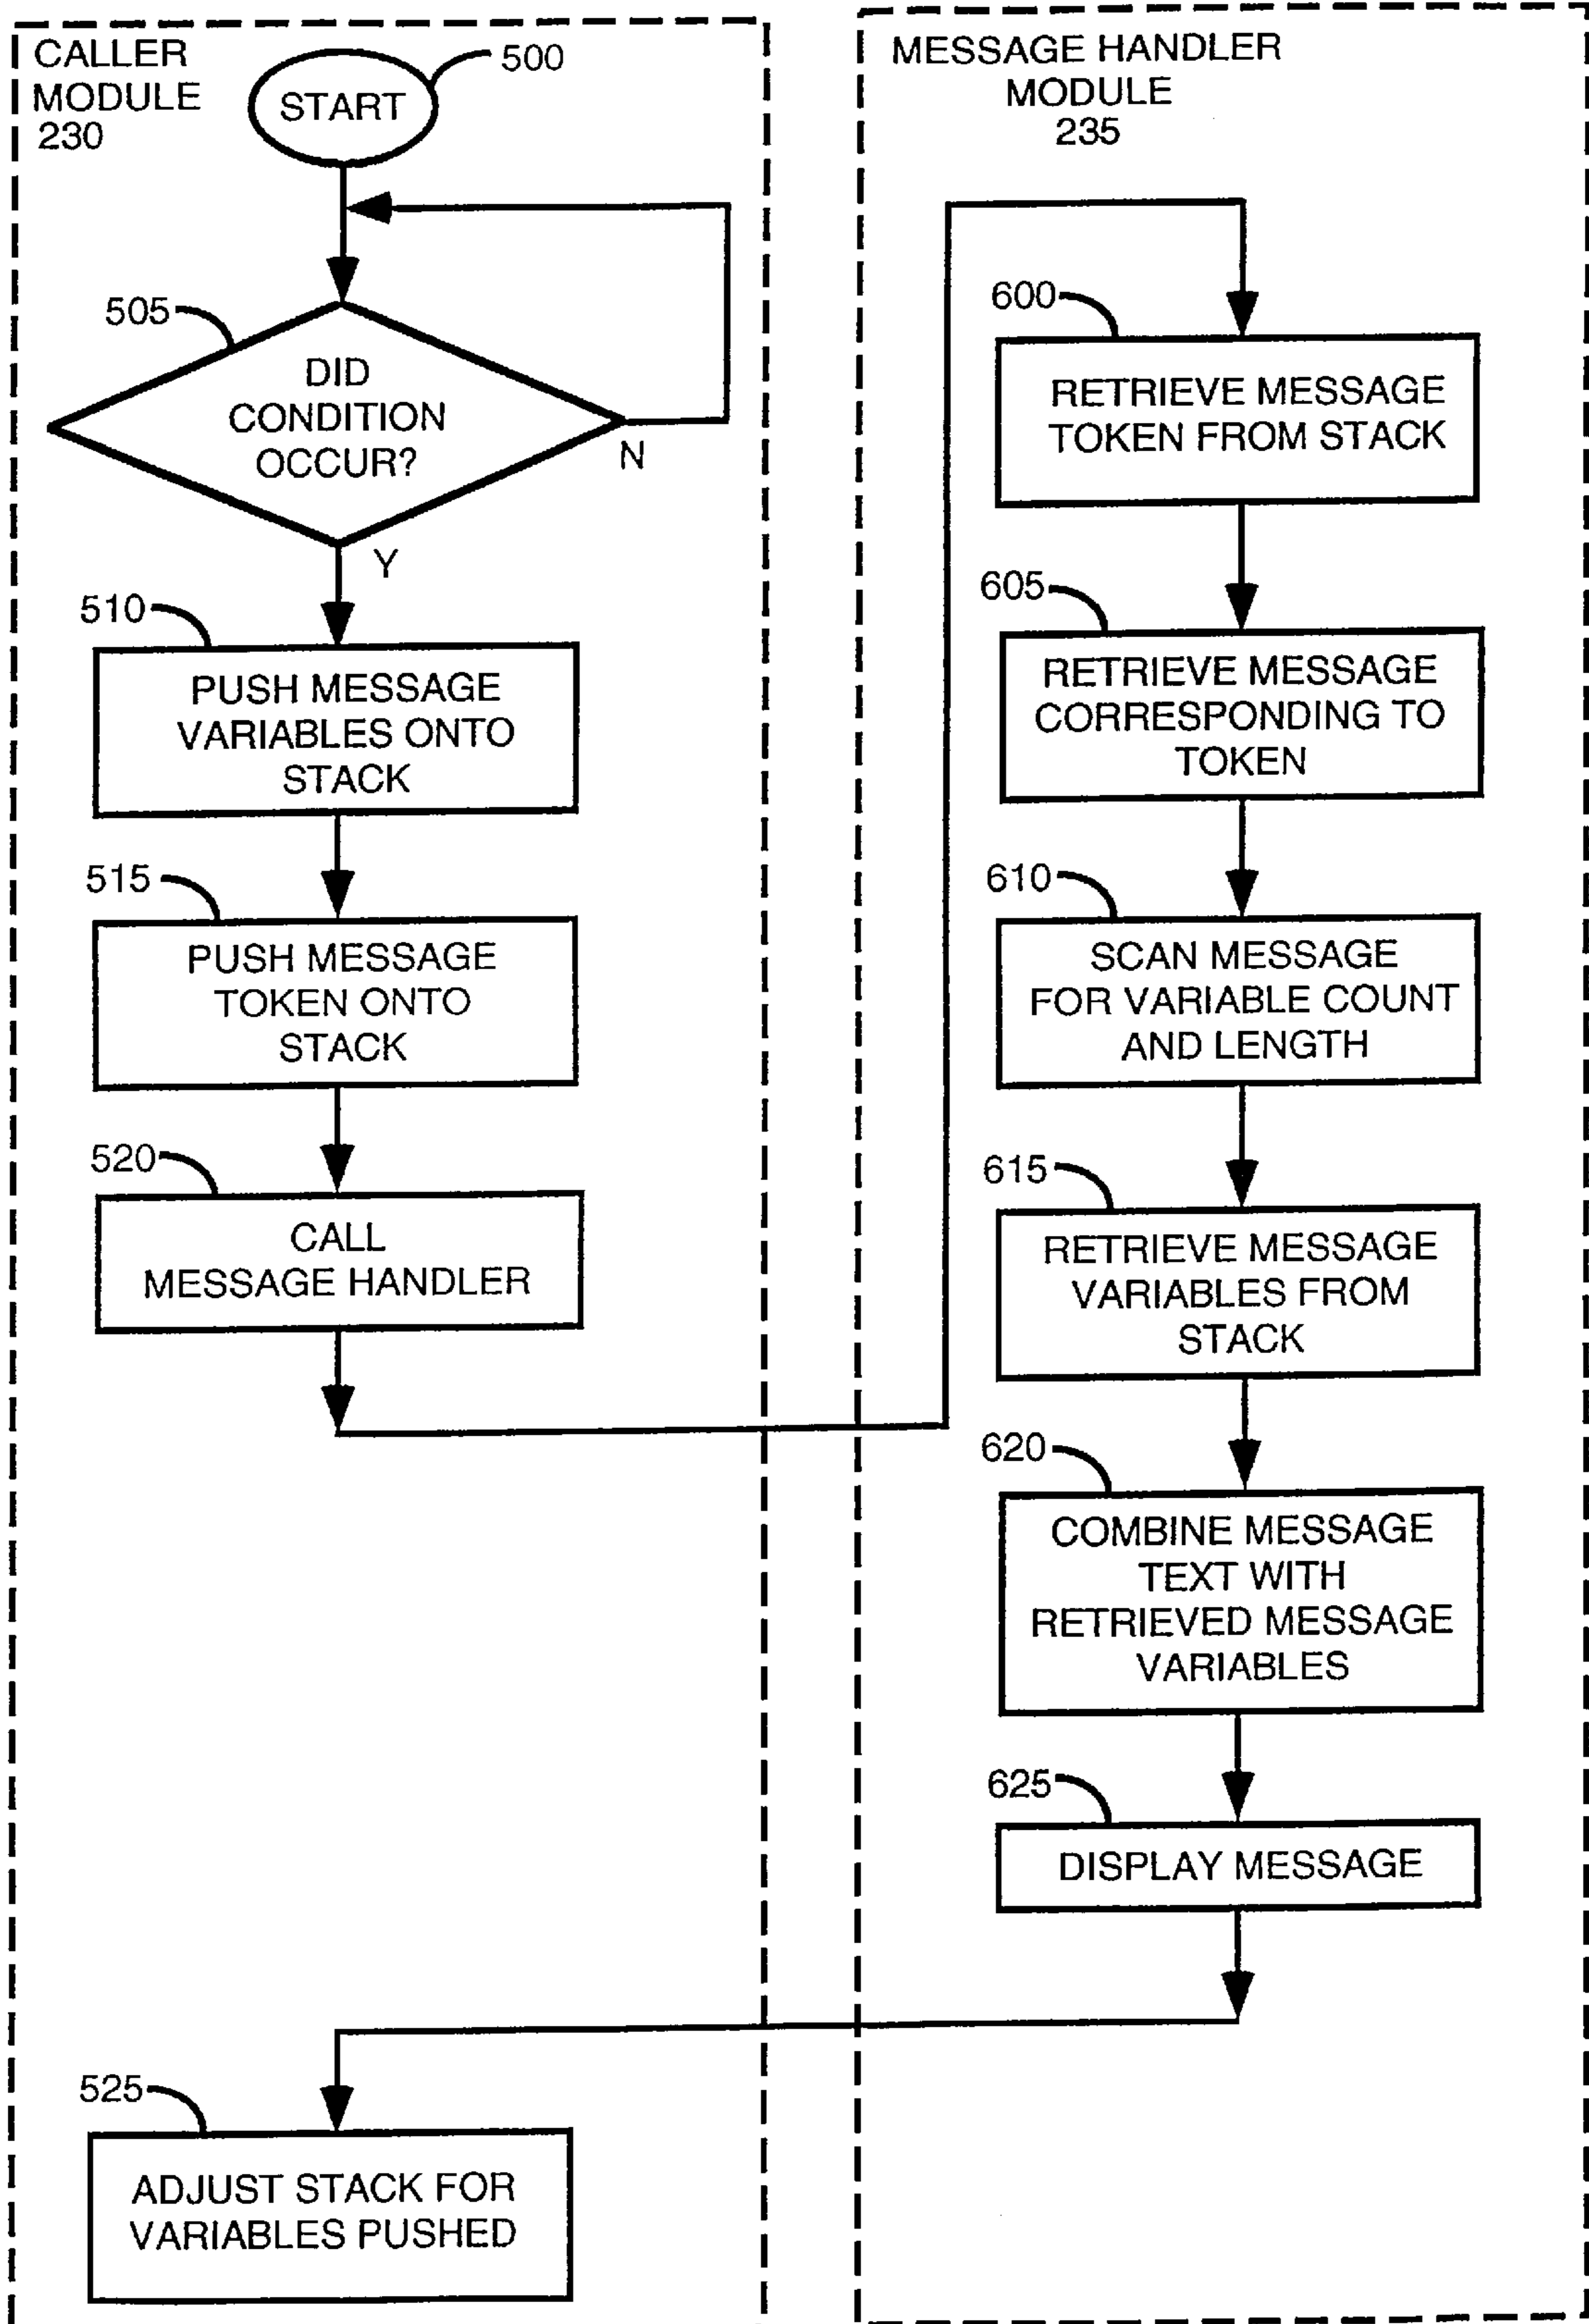 CALLER
MODULE
230
START
500
505
DID
CONDITION
OCCUR?
N
Y
510
PUSH MESSAGE
VARIABLES ONTO
STACK
515
PUSH MESSAGE
TOKEN ONTO
STACK
520
CALL
MESSAGE HANDLER
MESSAGE HANDLER
MODULE
235
600
RETRIEVE MESSAGE
TOKEN FROM STACK
605
RETRIEVE MESSAGE
CORRESPONDING TO
TOKEN
610
SCAN MESSAGE
FOR VARIABLE COUNT
AND LENGTH
615
RETRIEVE MESSAGE
VARIABLES FROM
STACK
620
COMBINE MESSAGE
TEXT WITH
RETRIEVED MESSAGE
VARIABLES
625
DISPLAY MESSAGE
525
ADJUST STACK FOR
VARIABLES PUSHED